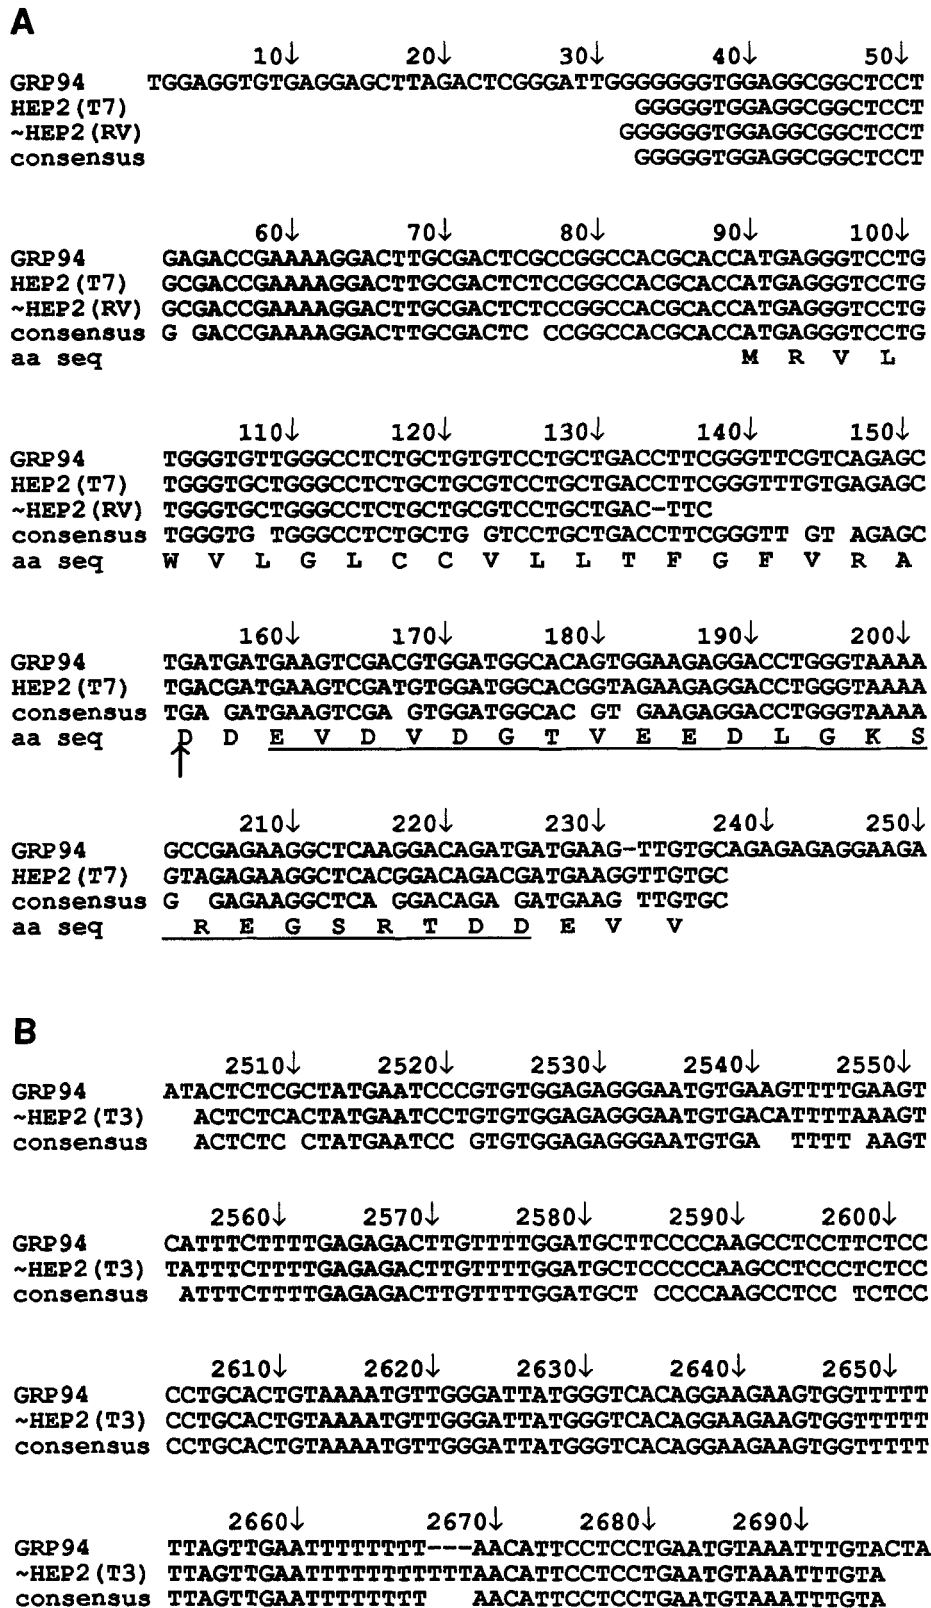 A
10↓ 20↓ 30↓ 40↓ 50↓
GRP94 TGGAGGTGTGAGGAGCTTAGACTCGGGATTGGGGGGGTGGAGGCGGCTCCT
HEP2(T7) GGGGGTGGAGGCGGCTCCT
~HEP2(RV) GGGGGGTGGAGGCGGCTCCT
consensus GGGGGTGGAGGCGGCTCCT
60↓ 70↓ 80↓ 90↓ 100↓
GRP94 GAGACCGAAAAGGACTTGCGACTCGCCGGCCACGCACCATGAGGGTCCTG
HEP2(T7) GCGACCGAAAAGGACTTGCGACTCTCCGGCCACGCACCATGAGGGTCCTG
~HEP2(RV) GCGACCGAAAAGGACTTGCGACTCTCCGGCCACGCACCATGAGGGTCCTG
consensus G GACCGAAAAGGACTTGCGACTC CCGGCCACGCACCATGAGGGTCCTG
aa seq M R V L
110↓ 120↓ 130↓ 140↓ 150↓
GRP94 TGGGTGTTGGGCCTCTGCTGTGTCCTGCTGACCTTCGGGTTCGTCAGAGC
HEP2(T7) TGGGTGCTGGGCCTCTGCTGCGTCCTGCTGACCTTCGGGTTTGTGAGAGC
~HEP2(RV) TGGGTGCTGGGCCTCTGCTGCGTCCTGCTGAC-TTC
consensus TGGGTG TGGGCCTCTGCTG GTCCTGCTGACCTTCGGGTT GT AGAGC
aa seq W V L G L C C V L L T F G F V R A
160↓ 170↓ 180↓ 190↓ 200↓
GRP94 TGATGATGAAGTCGACGTGGATGGCACAGTGGAAGAGGACCTGGGTAAAA
HEP2(T7) TGACGATGAAGTCGATGTGGATGGCACGGTAGAAGAGGACCTGGGTAAAA
consensus TGA GATGAAGTCGA GTGGATGGCAC GT GAAGAGGACCTGGGTAAAA
aa seq D D E V D V D G T V E E D L G K S
↑
210↓ 220↓ 230↓ 240↓ 250↓
GRP94 GCCGAGAAGGCTCAAGGACAGATGATGAAG-TTGTGCAGAGAGAGGAAGA
HEP2(T7) GTAGAGAAGGCTCACGGACAGACGATGAAGGTTGTGC
consensus G GAGAAGGCTCA GGACAGA GATGAAG TTGTGC
aa seq R E G S R T D D E V V
B
2510↓ 2520↓ 2530↓ 2540↓ 2550↓
GRP94 ATACTCTCGCTATGAATCCCGTGTGGAGAGGGAATGTGAAGTTTTGAAGT
~HEP2(T3) ACTCTCACTATGAATCCTGTGTGGAGAGGGAATGTGACATTTTAAAGT
consensus ACTCTC CTATGAATCC GTGTGGAGAGGGAATGTGA TTTT AAGT
2560↓ 2570↓ 2580↓ 2590↓ 2600↓
GRP94 CATTTCTTTTGAGAGACTTGTTTTGGATGCTTCCCCAAGCCTCCTTCTCC
~HEP2(T3) TATTTCTTTTGAGAGACTTGTTTTGGATGCTCCCCCAAGCCTCCCTCTCC
consensus ATTTCTTTTGAGAGACTTGTTTTGGATGCT CCCCAAGCCTCC TCTCC
2610↓ 2620↓ 2630↓ 2640↓ 2650↓
GRP94 CCTGCACTGTAAAATGTTGGGATTATGGGTCACAGGAAGAAGTGGTTTTT
~HEP2(T3) CCTGCACTGTAAAATGTTGGGATTATGGGTCACAGGAAGAAGTGGTTTTT
consensus CCTGCACTGTAAAATGTTGGGATTATGGGTCACAGGAAGAAGTGGTTTTT
2660↓ 2670↓ 2680↓ 2690↓
GRP94 TTAGTTGAATTTTTTTT---AACATTCCTCCTGAATGTAAATTTGTACTA
~HEP2(T3) TTAGTTGAATTTTTTTTTTTAACATTCCTCCTGAATGTAAATTTGTA
consensus TTAGTTGAATTTTTTTT AACATTCCTCCTGAATGTAAATTTGTA